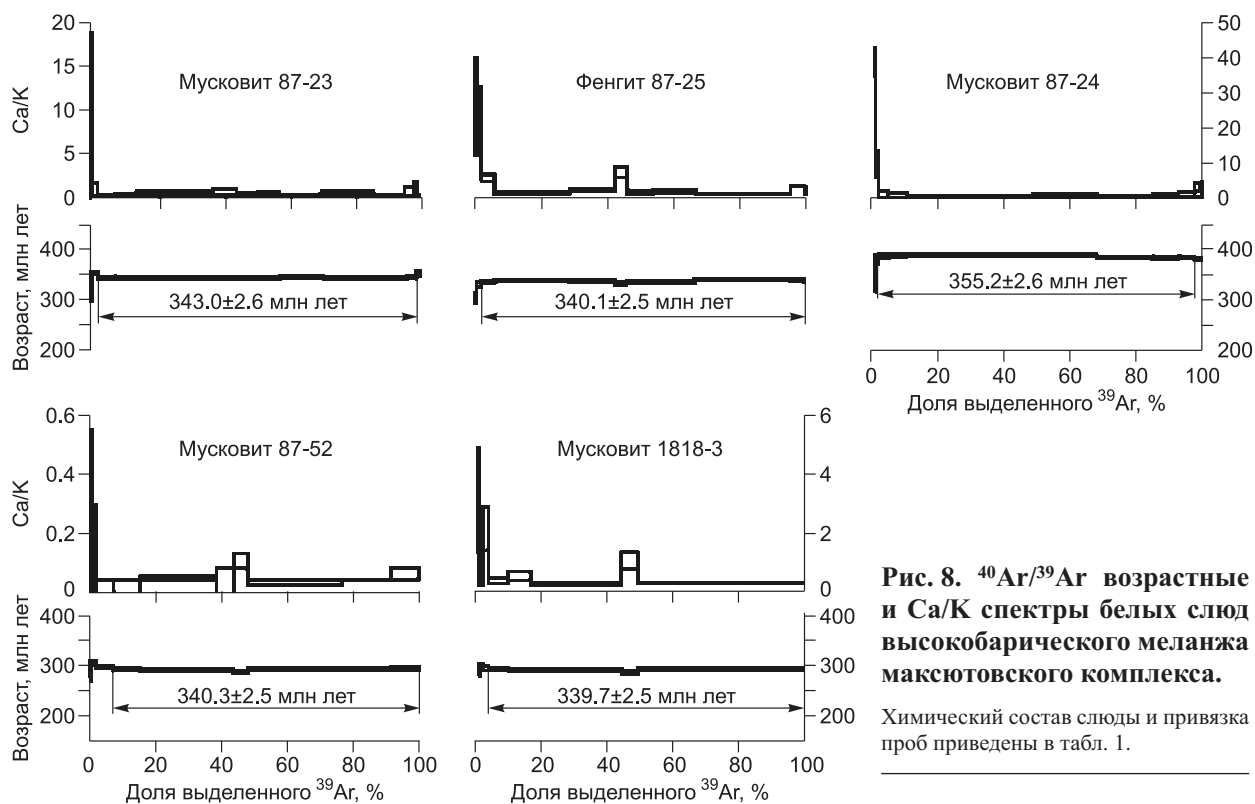 20
15
10
5
0
Ca/K
Мусковит 87-23
Фенгит 87-25
Мусковит 87-24
50
40
30
20
10
0
400
300
200
Возраст, млн лет
343.0±2.6 млн лет
340.1±2.5 млн лет
355.2±2.6 млн лет
400
300
200
0 20 40 60 80 100
Доля выделенного ³⁹Ar, %
0.6
0.4
0.2
0
Ca/K
Мусковит 87-52
Мусковит 1818-3
6
4
2
0
400
300
200
Возраст, млн лет
340.3±2.5 млн лет
339.7±2.5 млн лет
400
300
200
0 20 40 60 80 100
Доля выделенного ³⁹Ar, %
0 20 40 60 80 100
Доля выделенного ³⁹Ar, %
Рис. 8. ⁴⁰Ar/³⁹Ar возрастные
и Ca/K спектры белых слюд
высокобарического меланжа
максютовского комплекса.
Химический состав слюды и привязка
проб приведены в табл. 1.